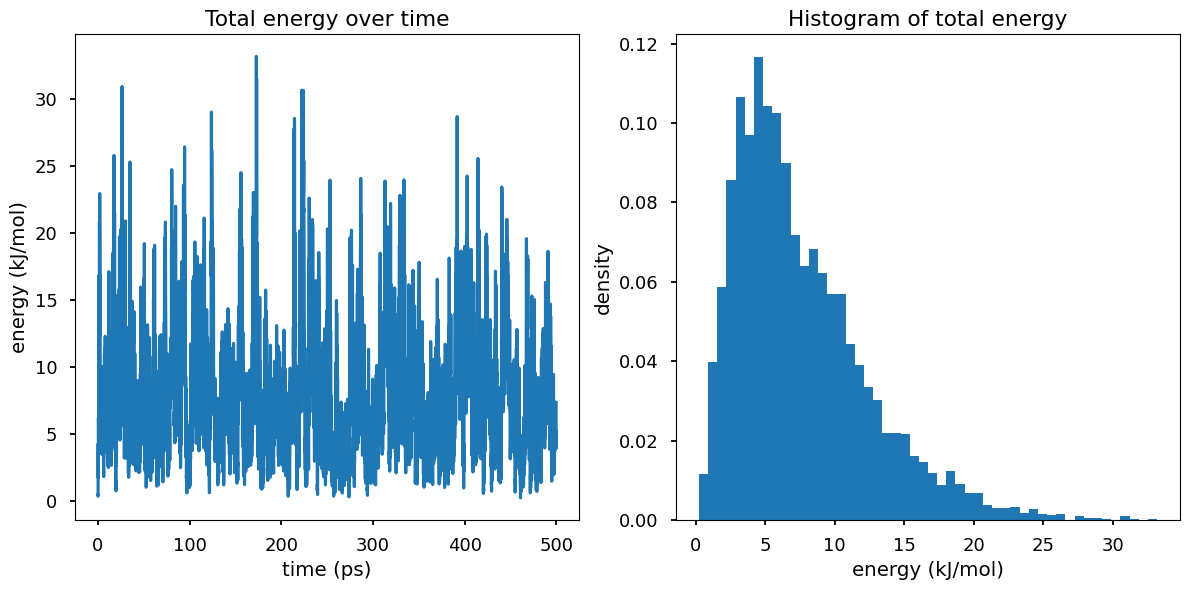 Total energy over time
energy (kJ/mol)
30
25
20
15
10
5
0
0 100 200 300 400 500
time (ps)
Histogram of total energy
density
0.12
0.10
0.08
0.06
0.04
0.02
0.00
0 5 10 15 20 25 30
energy (kJ/mol)